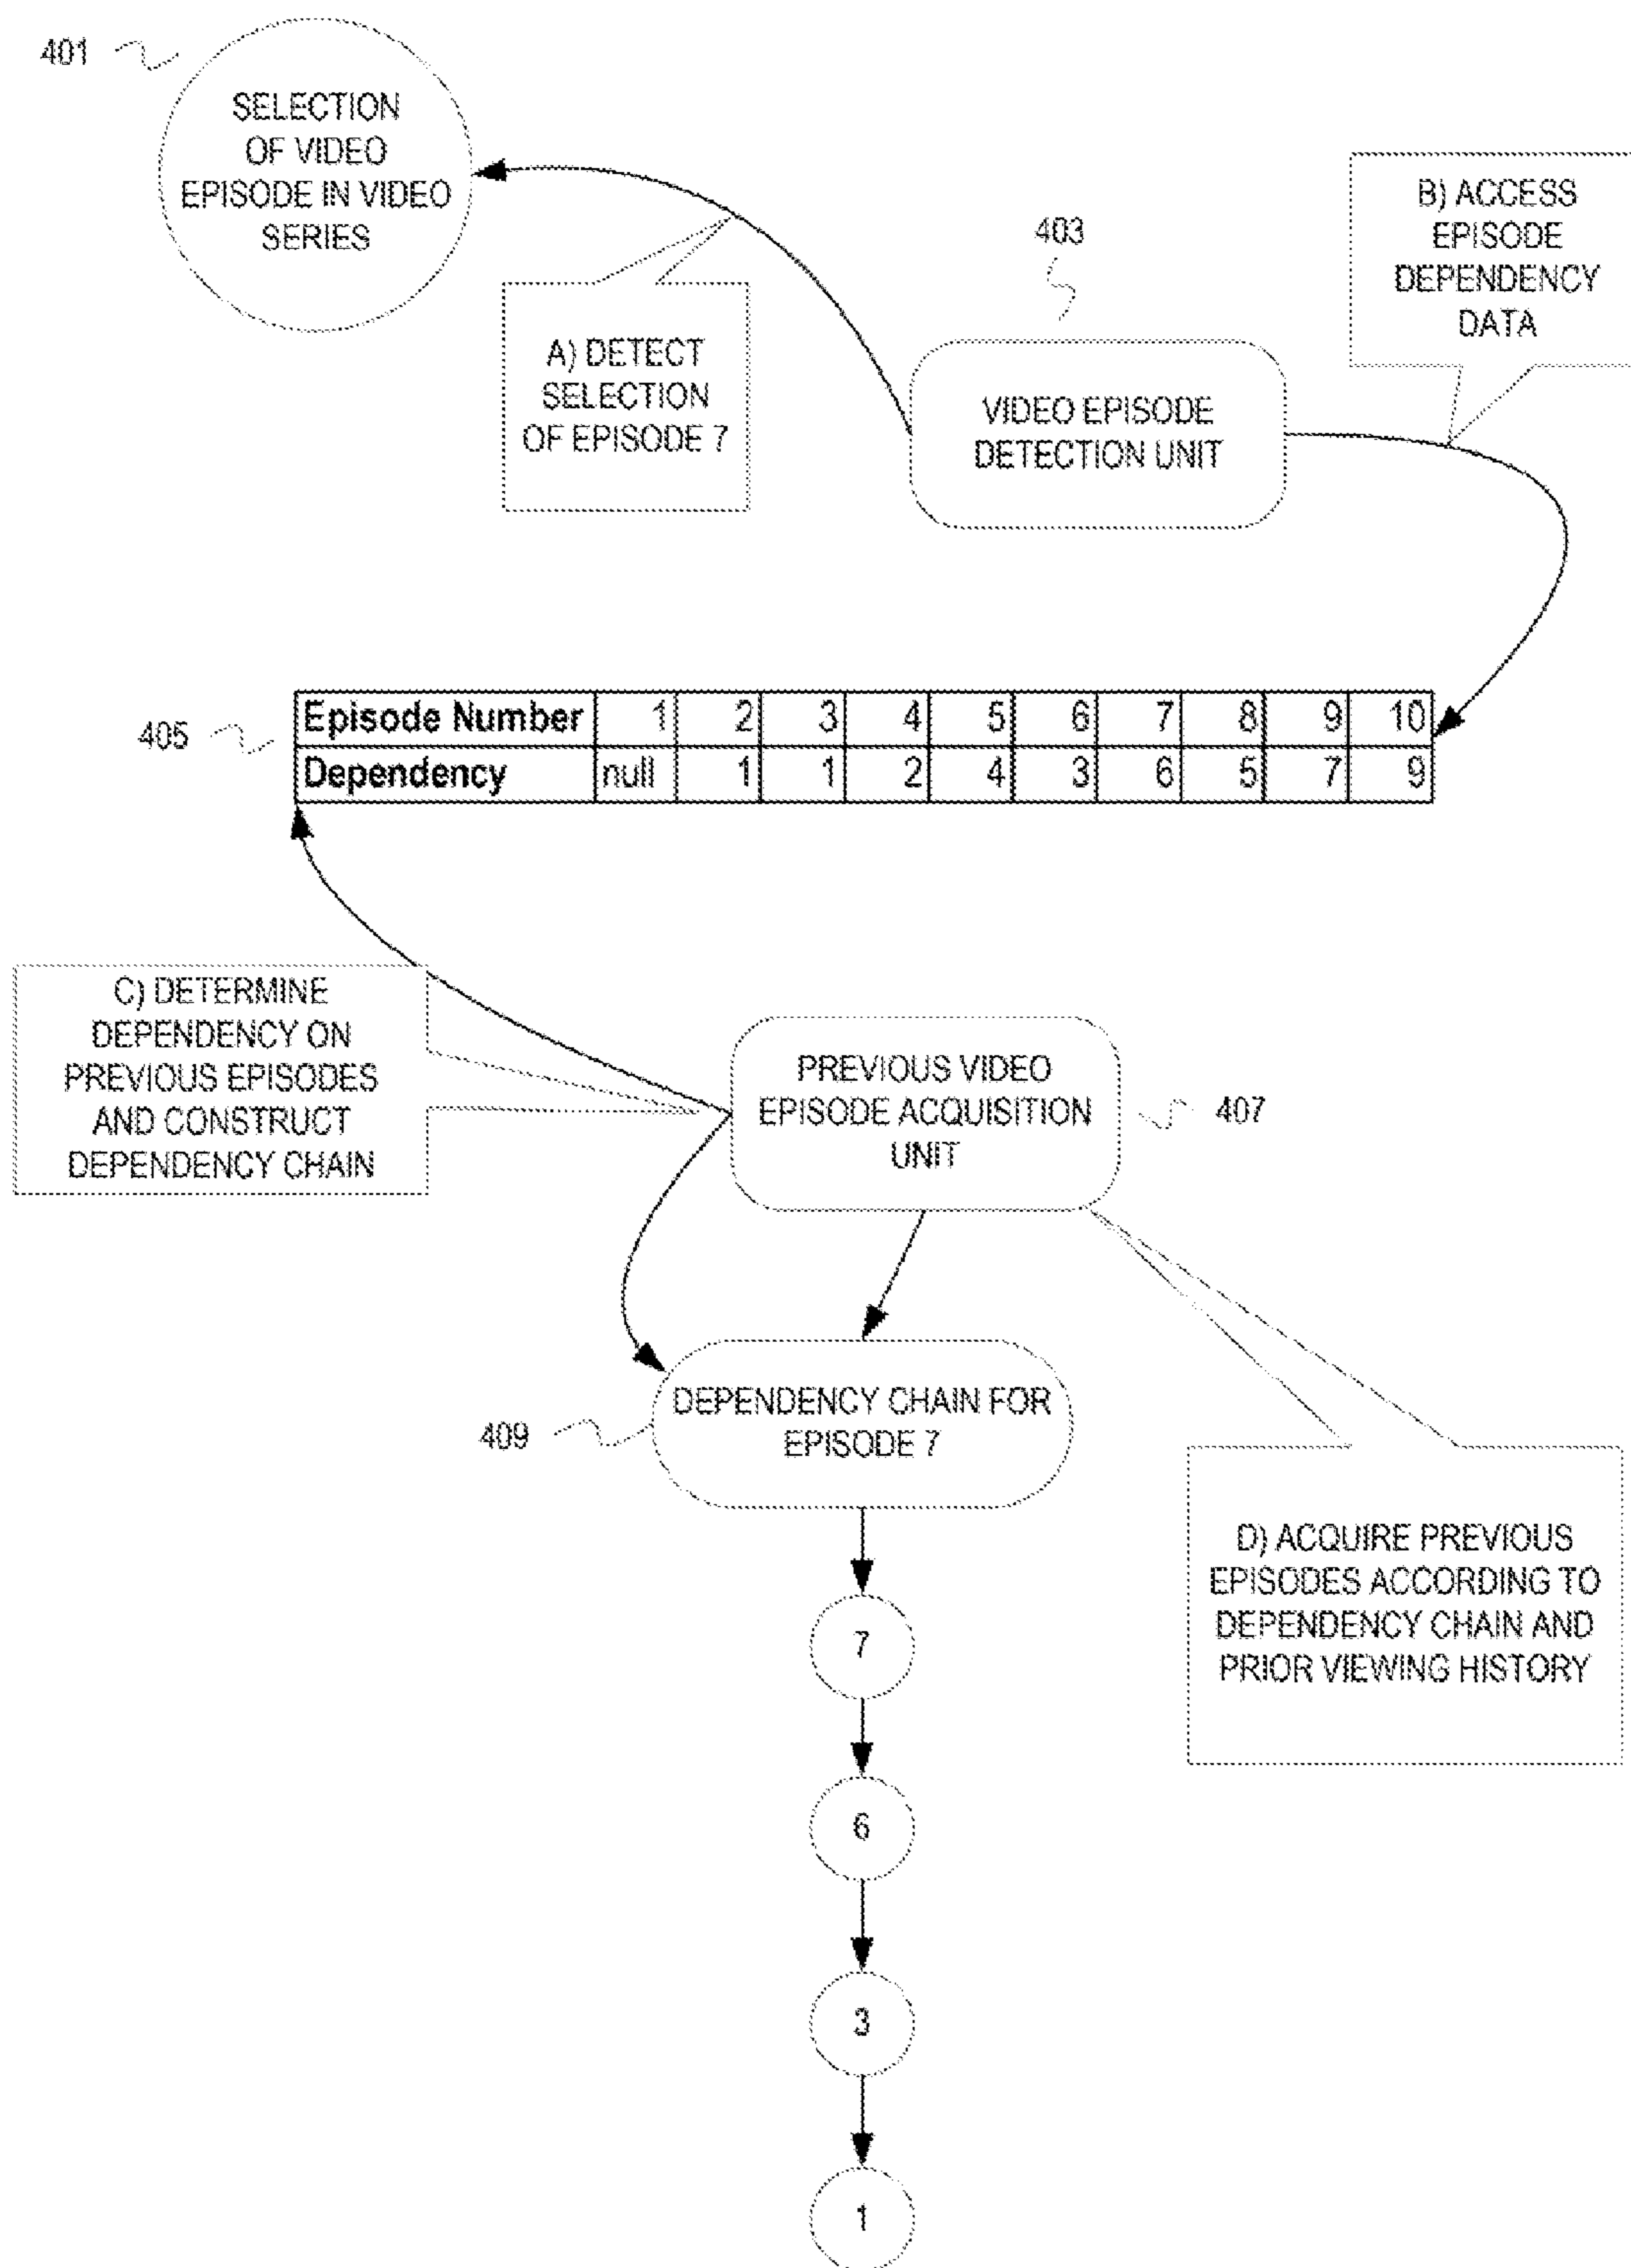 401
SELECTION
OF VIDEO
EPISODE IN VIDEO
SERIES
A) DETECT
SELECTION
OF EPISODE 7
403
VIDEO EPISODE
DETECTION UNIT
B) ACCESS
EPISODE
DEPENDENCY
DATA
405
Episode Number 1 2 3 4 5 6 7 8 9 10
Dependency null 1 1 2 4 3 6 5 7 9
C) DETERMINE
DEPENDENCY ON
PREVIOUS EPISODES
AND CONSTRUCT
DEPENDENCY CHAIN
PREVIOUS VIDEO
EPISODE ACQUISITION
UNIT
407
409
DEPENDENCY CHAIN FOR
EPISODE 7
D) ACQUIRE PREVIOUS
EPISODES ACCORDING TO
DEPENDENCY CHAIN AND
PRIOR VIEWING HISTORY
7
6
3
1